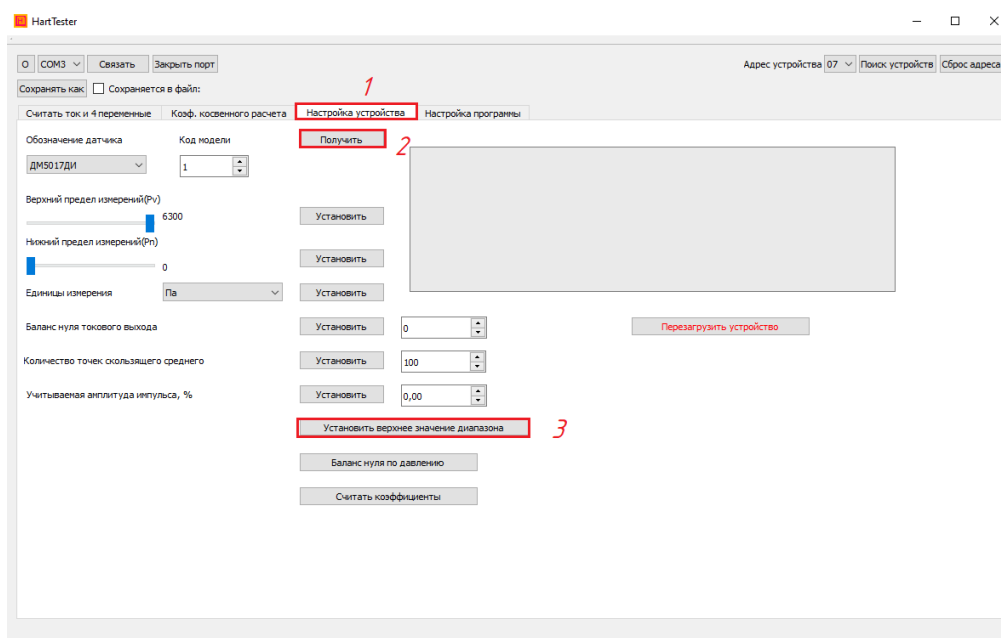 HartTester
О COM3 Связать Закрыть порт Адрес устройства 07 Поиск устройств Сброс адреса
Сохранять как Сохраняется в файл: 1
Считать ток и 4 переменные Коэф. косвенного расчета Настройка устройства Настройка программы
Обозначение датчика Код модели Получить 2
ДМ5017ДИ 1
Верхний предел измерений(Pv)
6300 Установить
Нижний предел измерений(Pn)
0 Установить
Единицы измерения Па Установить
Баланс нуля токового выхода Установить 0 Перезагрузить устройство
Количество точек скользящего среднего Установить 100
Учитываемая амплитуда импульса, % Установить 0,00
Установить верхнее значение диапазона 3
Баланс нуля по давлению
Считать коэффициенты